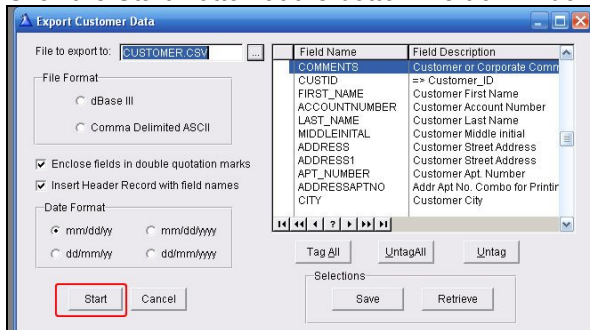 Export Customer Data
File to export to: CUSTOMER.CSV ...
File Format
dBase III
Comma Delimited ASCII
Enclose fields in double quotation marks
Insert Header Record with field names
Date Format
mm/dd/yy mm/dd/yyyy
dd/mm/yy dd/mm/yyyy
Start Cancel
Field Name Field Description
COMMENTS Customer or Corporate Comm
CUSTID => Customer_ID
FIRST_NAME Customer First Name
ACCOUNTNUMBER Customer Account Number
LAST_NAME Customer Last Name
MIDDLEINITAL Customer Middle initial
ADDRESS Customer Street Address
ADDRESS1 Customer Street Address
APT_NUMBER Customer Apt. Number
ADDRESSAPTNO Addr Apt No. Combo for Printin
CITY Customer City
Tag All UntagAll Untag
Selections
Save Retrieve